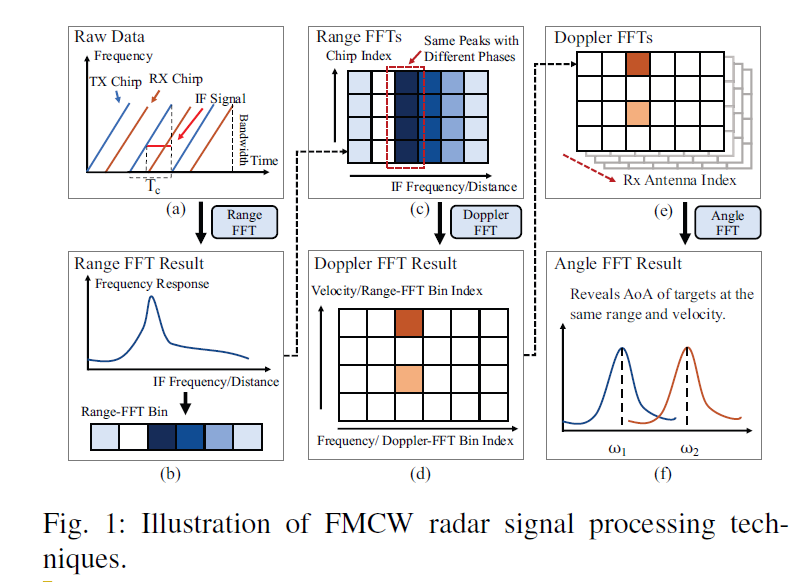 Raw Data
Frequency
TX Chirp
RX Chirp
IF Signal
Bandwidth
Time
Tc
(a)
Range
FFT
Range FFT Result
Frequency Response
IF Frequency/Distance
Range-FFT Bin
(b)
Range FFTs
Chirp Index
Same Peaks with
Different Phases
IF Frequency/Distance
(c)
Doppler
FFT
Doppler FFT Result
Velocity/Range-FFT Bin Index
Frequency/ Doppler-FFT Bin Index
(d)
Doppler FFTs
Rx Antenna Index
(e)
Angle
FFT
Angle FFT Result
Reveals AoA of targets at the
same range and velocity.
ω1
ω2
(f)
Fig. 1: Illustration of FMCW radar signal processing tech-
niques.